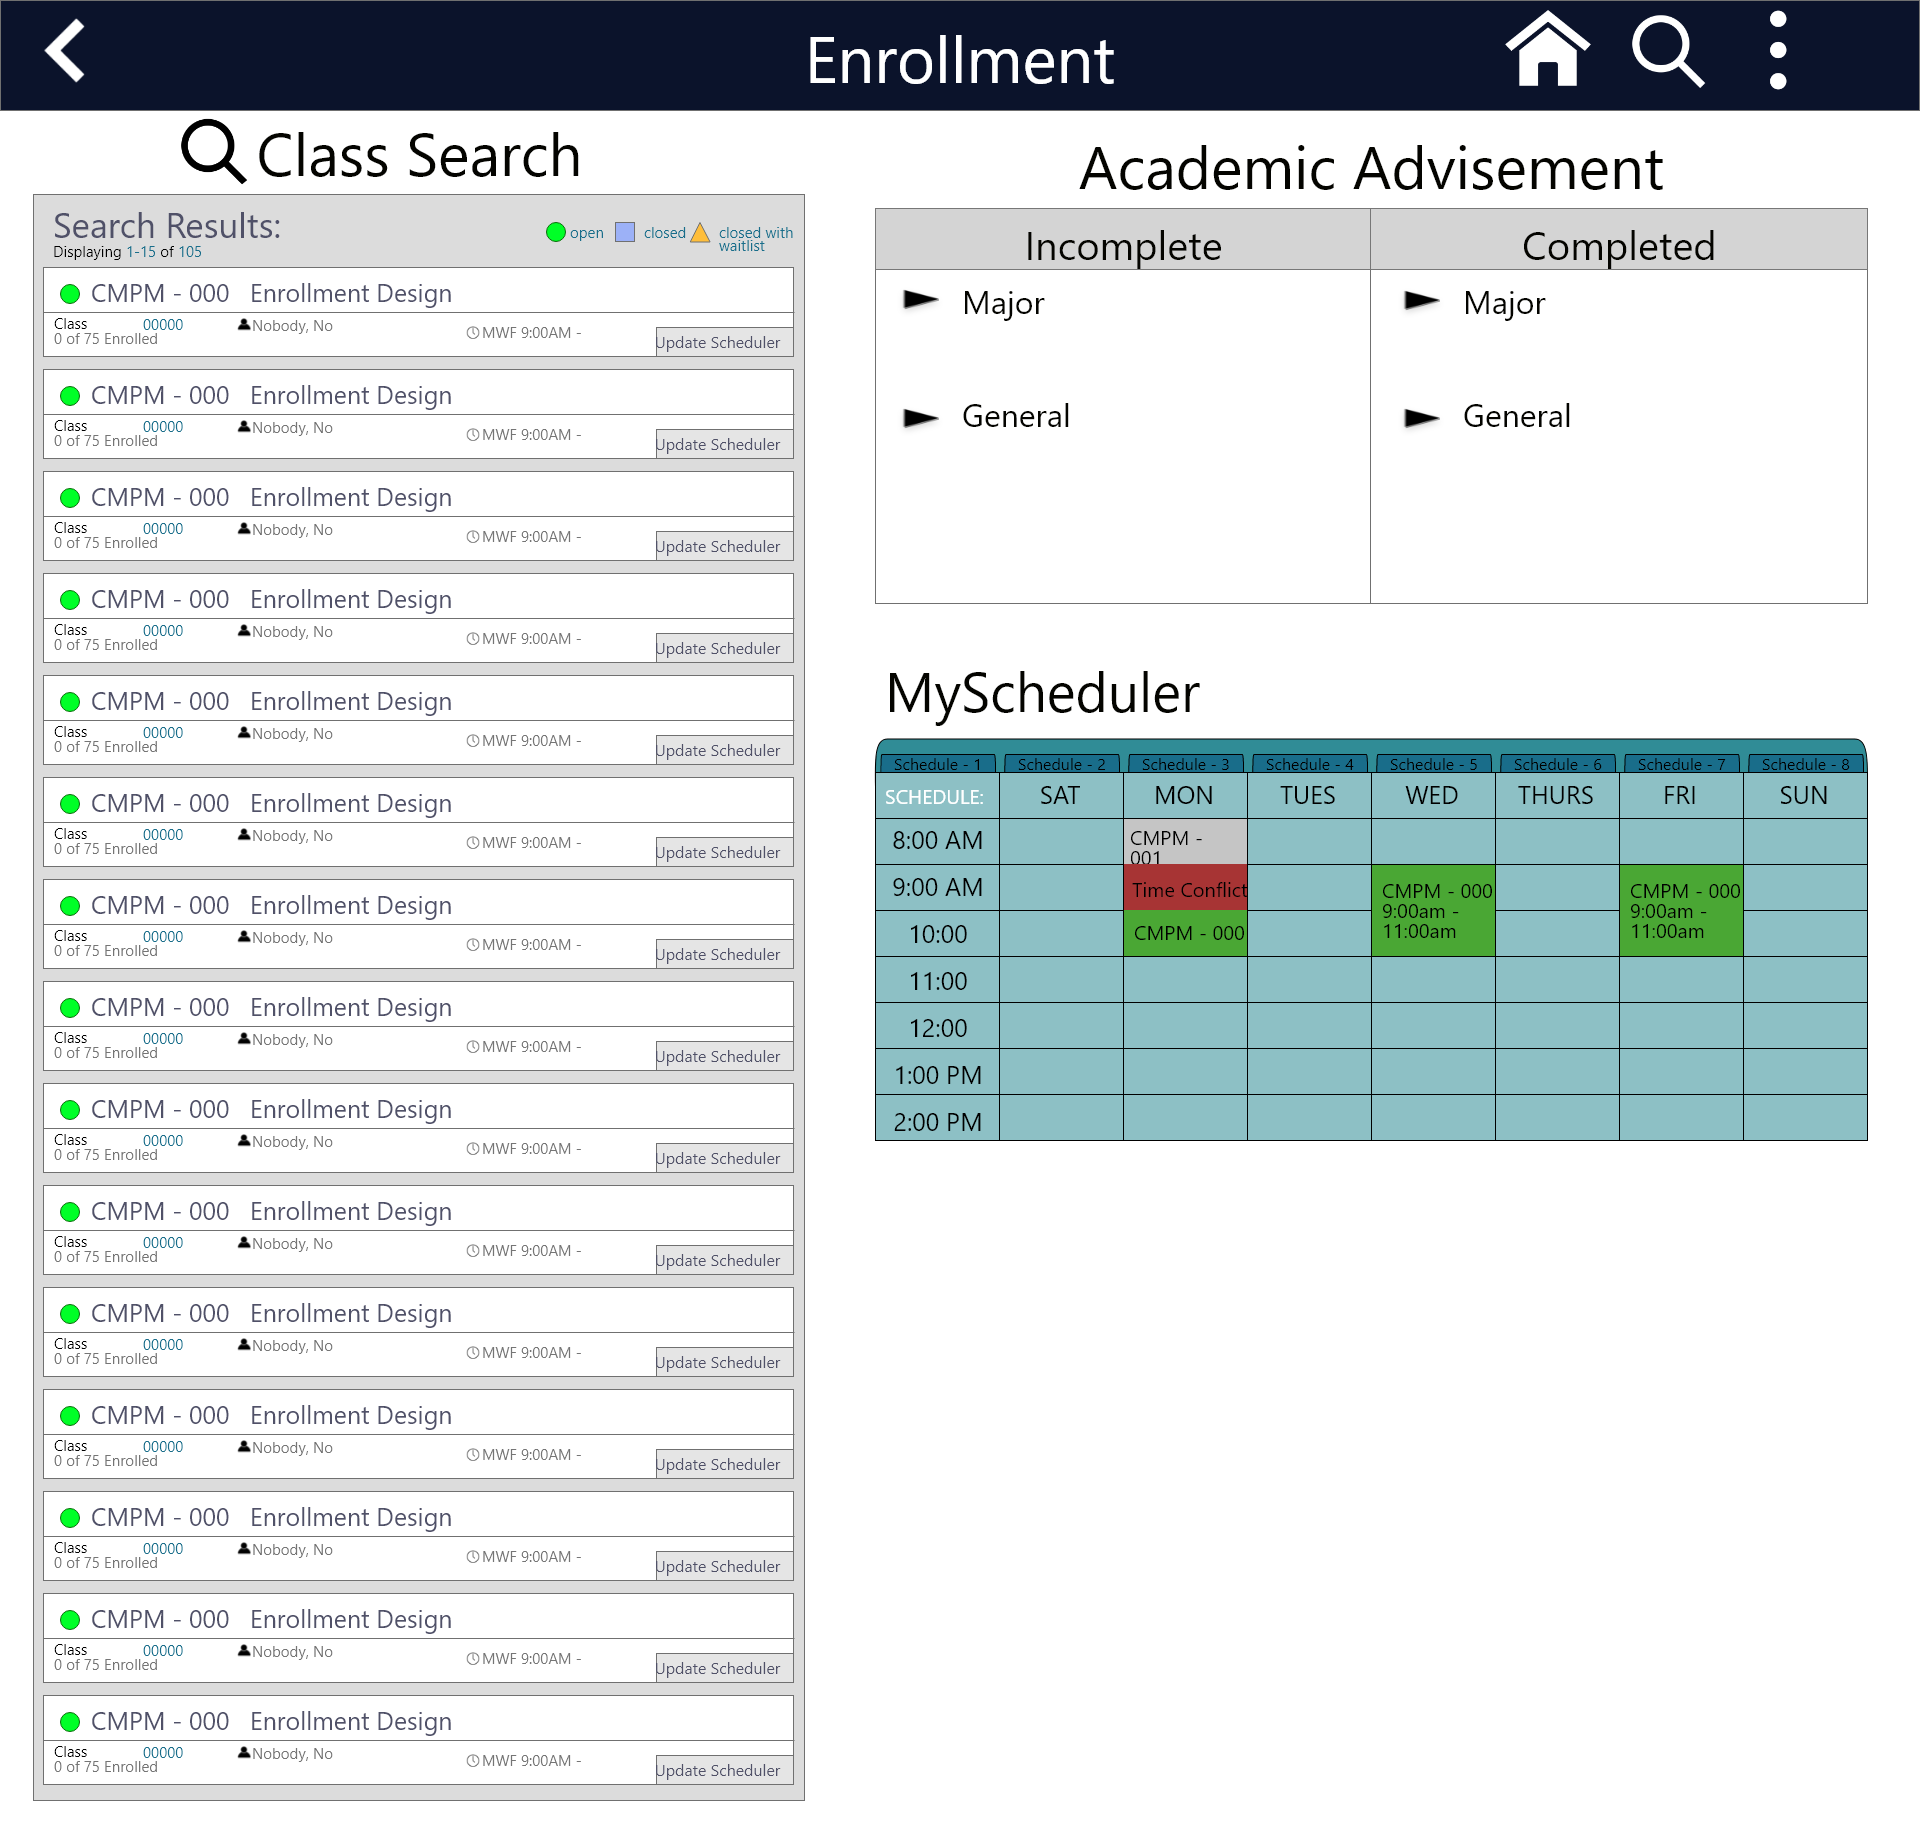 Enrollment
Class Search
Search Results:
Displaying 1-15 of 105
open
closed
closed with
waitlist
CMPM - 000 Enrollment Design
Class 00000 Nobody, No MWF 9:00AM -
0 of 75 Enrolled
Update Scheduler
CMPM - 000 Enrollment Design
Class 00000 Nobody, No MWF 9:00AM -
0 of 75 Enrolled
Update Scheduler
CMPM - 000 Enrollment Design
Class 00000 Nobody, No MWF 9:00AM -
0 of 75 Enrolled
Update Scheduler
CMPM - 000 Enrollment Design
Class 00000 Nobody, No MWF 9:00AM -
0 of 75 Enrolled
Update Scheduler
CMPM - 000 Enrollment Design
Class 00000 Nobody, No MWF 9:00AM -
0 of 75 Enrolled
Update Scheduler
CMPM - 000 Enrollment Design
Class 00000 Nobody, No MWF 9:00AM -
0 of 75 Enrolled
Update Scheduler
CMPM - 000 Enrollment Design
Class 00000 Nobody, No MWF 9:00AM -
0 of 75 Enrolled
Update Scheduler
CMPM - 000 Enrollment Design
Class 00000 Nobody, No MWF 9:00AM -
0 of 75 Enrolled
Update Scheduler
CMPM - 000 Enrollment Design
Class 00000 Nobody, No MWF 9:00AM -
0 of 75 Enrolled
Update Scheduler
CMPM - 000 Enrollment Design
Class 00000 Nobody, No MWF 9:00AM -
0 of 75 Enrolled
Update Scheduler
CMPM - 000 Enrollment Design
Class 00000 Nobody, No MWF 9:00AM -
0 of 75 Enrolled
Update Scheduler
CMPM - 000 Enrollment Design
Class 00000 Nobody, No MWF 9:00AM -
0 of 75 Enrolled
Update Scheduler
CMPM - 000 Enrollment Design
Class 00000 Nobody, No MWF 9:00AM -
0 of 75 Enrolled
Update Scheduler
CMPM - 000 Enrollment Design
Class 00000 Nobody, No MWF 9:00AM -
0 of 75 Enrolled
Update Scheduler
CMPM - 000 Enrollment Design
Class 00000 Nobody, No MWF 9:00AM -
0 of 75 Enrolled
Update Scheduler
Academic Advisement
Incomplete Completed
Major Major
General General
MyScheduler
Schedule - 1 Schedule - 2 Schedule - 3 Schedule - 4 Schedule - 5 Schedule - 6 Schedule - 7 Schedule - 8
SCHEDULE: SAT MON TUES WED THURS FRI SUN
8:00 AM
CMPM -
001
9:00 AM
Time Conflict
10:00
CMPM - 000
CMPM - 000
9:00am -
11:00am
CMPM - 000
9:00am -
11:00am
11:00
12:00
1:00 PM
2:00 PM